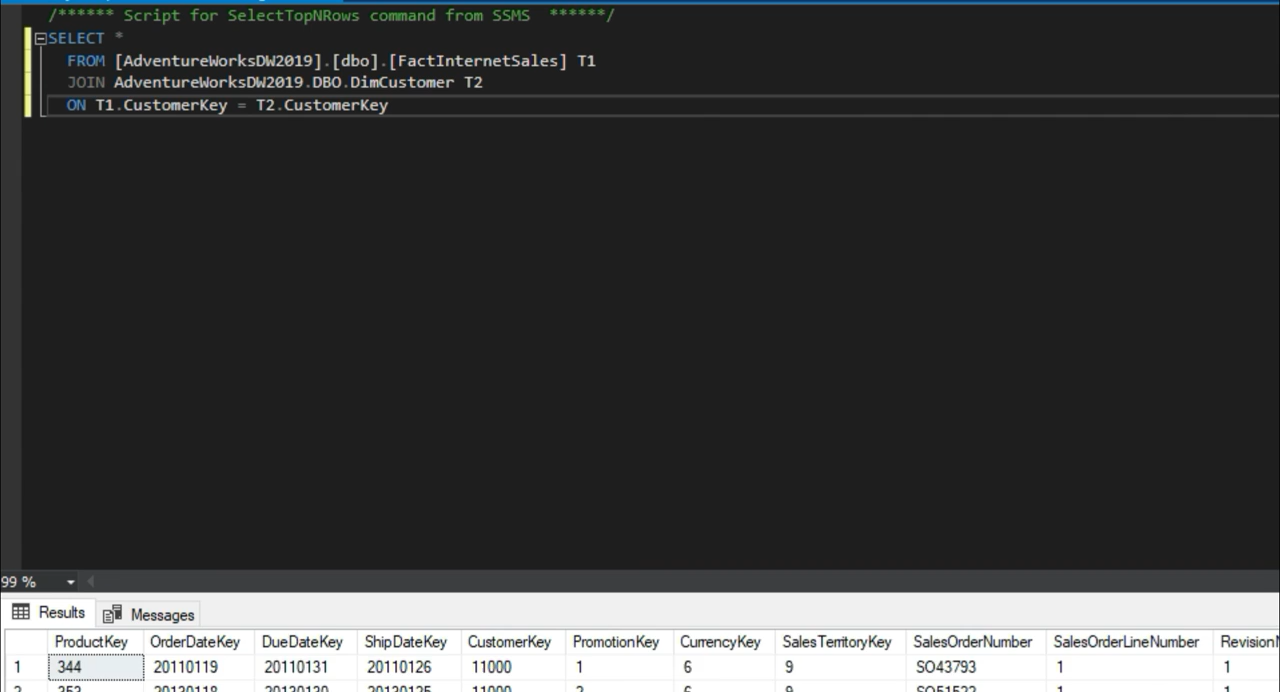 /****** Script for SelectTopNRows command from SSMS  ******/
SELECT *
FROM [AdventureWorksDW2019].[dbo].[FactInternetSales] T1
JOIN AdventureWorksDW2019.DBO.DimCustomer T2
ON T1.CustomerKey = T2.CustomerKey
99 %
Results Messages
ProductKey OrderDateKey DueDateKey ShipDateKey CustomerKey PromotionKey CurrencyKey SalesTerritoryKey SalesOrderNumber SalesOrderLineNumber
1 344 20110119 20110131 20110126 11000 1 6 9 SO43793 1 1